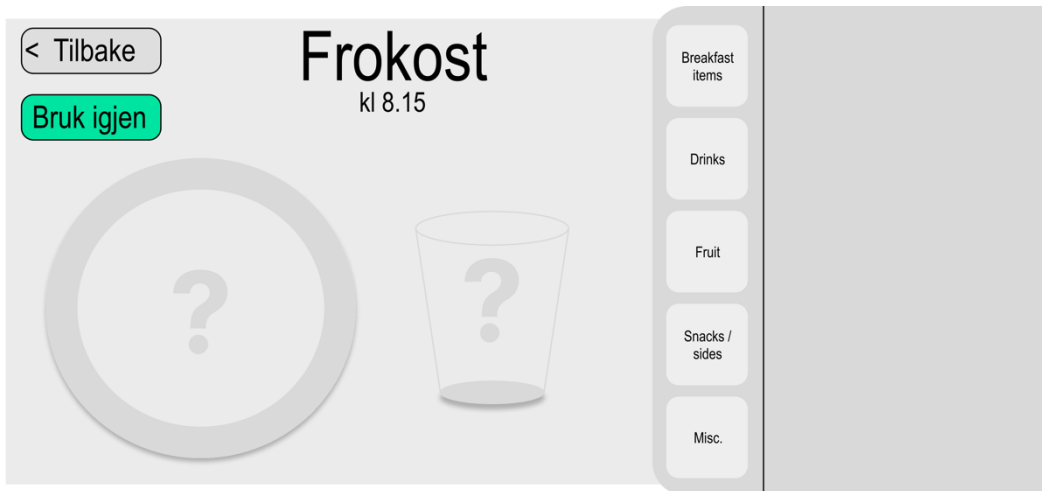 < Tilbake
Bruk igjen
Frokost
kl 8.15
?
?
Breakfast
items
Drinks
Fruit
Snacks /
sides
Misc.